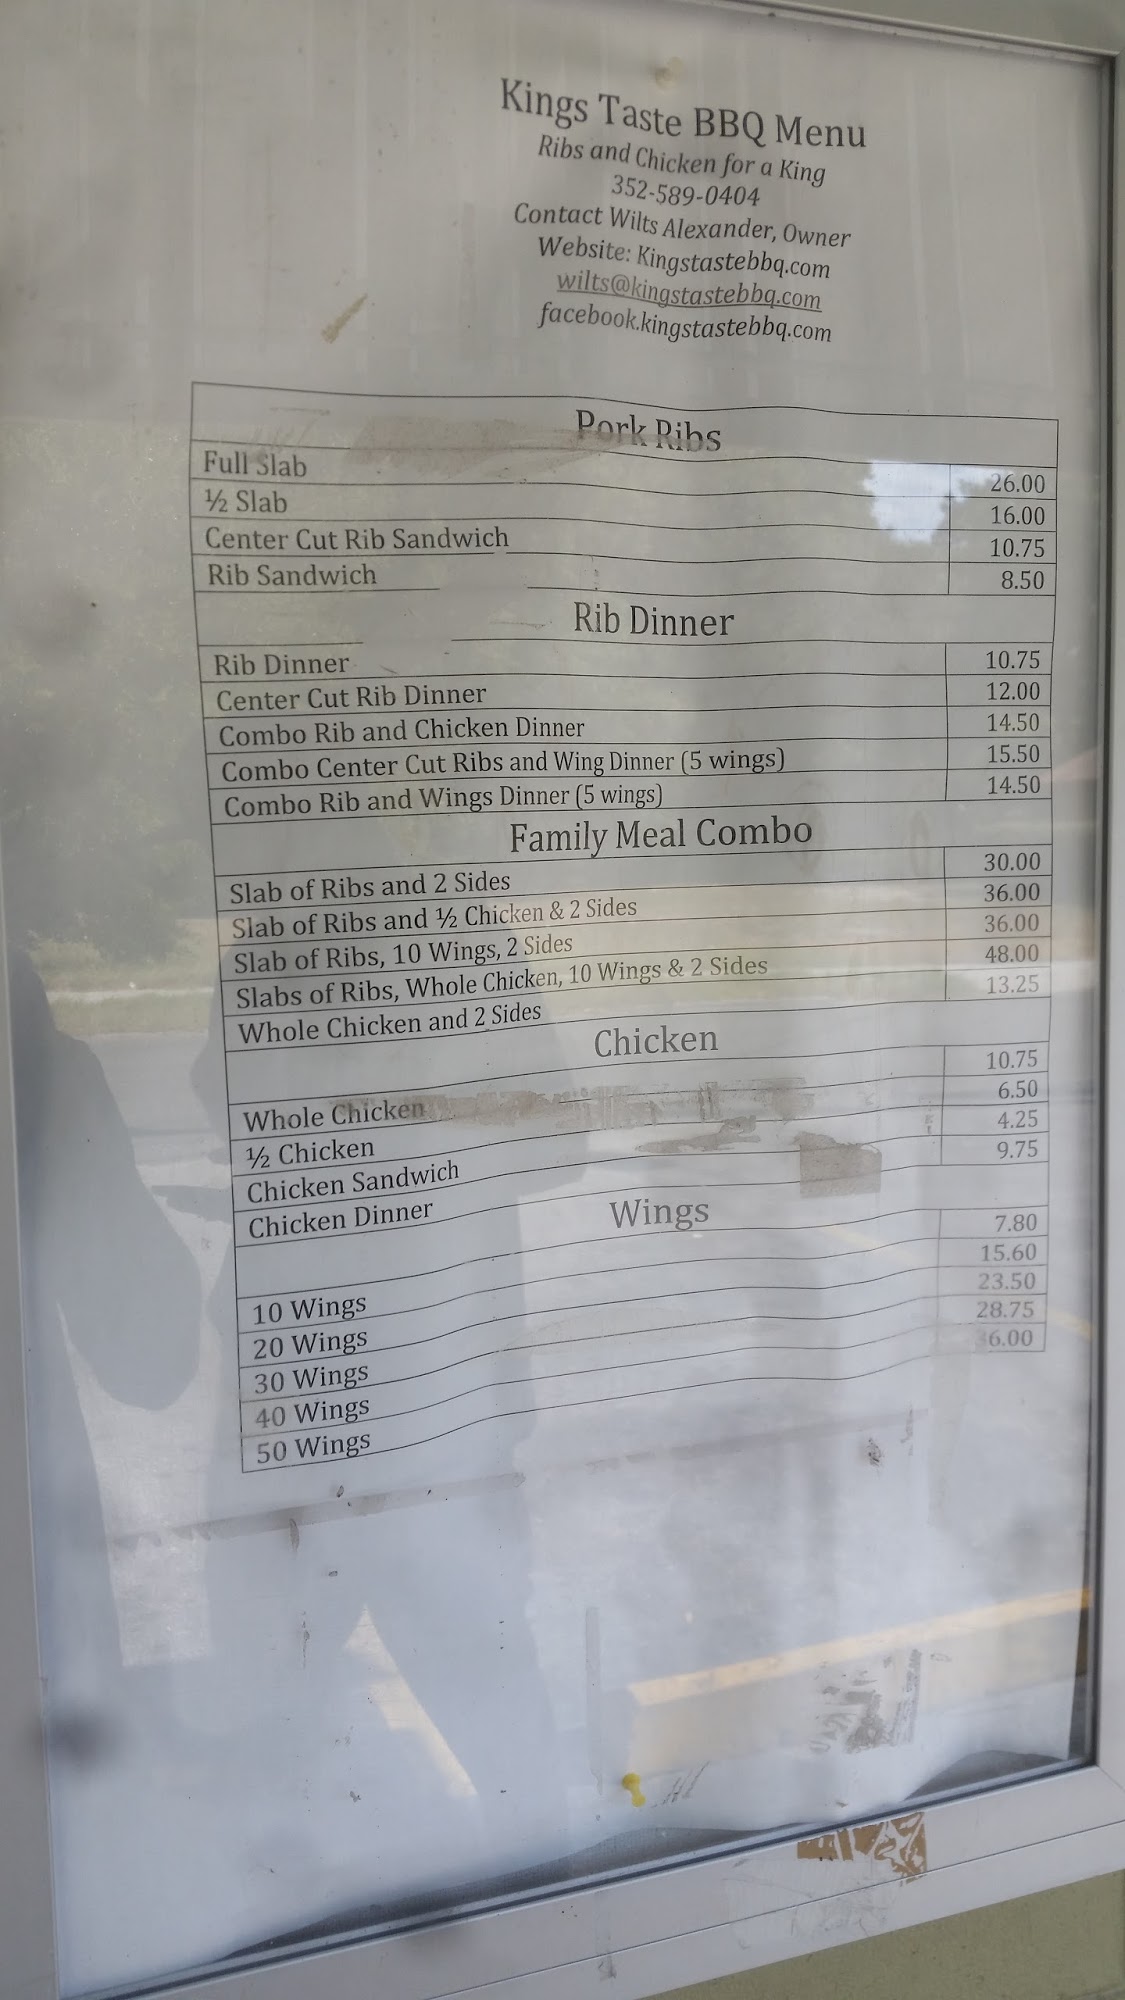 Kings Taste BBQ Menu
Ribs and Chicken for a King
352-589-0404
Contact Wilts Alexander, Owner
Website: Kingstastebbq.com
wilts@kingstastebbq.com
facebook.kingstastebbq.com
Pork Ribs
Full Slab 26.00
½ Slab 16.00
Center Cut Rib Sandwich 10.75
Rib Sandwich 8.50
Rib Dinner
Rib Dinner 10.75
Center Cut Rib Dinner 12.00
Combo Rib and Chicken Dinner 14.50
Combo Center Cut Ribs and Wing Dinner (5 wings) 15.50
Combo Rib and Wings Dinner (5 wings) 14.50
Family Meal Combo
Slab of Ribs and 2 Sides 30.00
Slab of Ribs and ½ Chicken & 2 Sides 36.00
Slab of Ribs, 10 Wings, 2 Sides 36.00
Slabs of Ribs, Whole Chicken, 10 Wings & 2 Sides 48.00
Whole Chicken and 2 Sides 13.25
Chicken
Whole Chicken 10.75
½ Chicken 6.50
Chicken Sandwich 4.25
Chicken Dinner 9.75
Wings
10 Wings 7.80
20 Wings 15.60
30 Wings 23.50
40 Wings 28.75
50 Wings